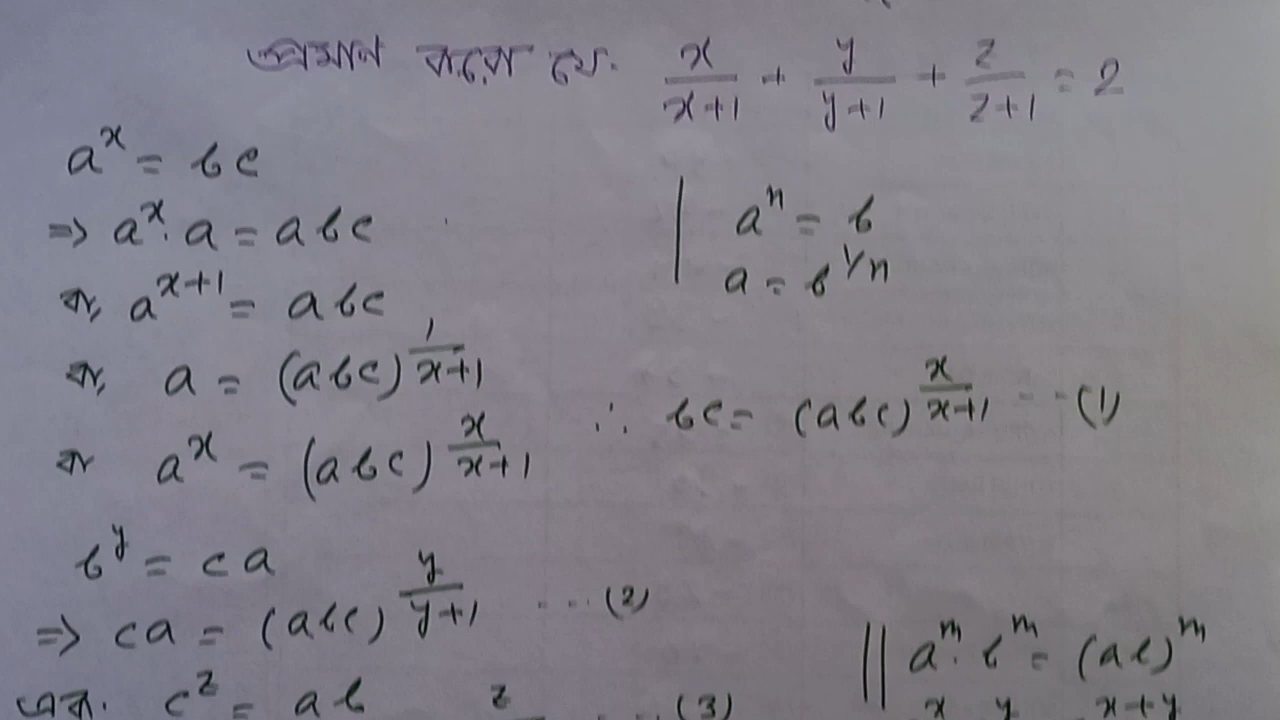 প্রমান করো যে. x/(x+1) + y/(y+1) + z/(z+1) = 2
a^x = bc
⇒ a^x . a = abc
বা, a^(x+1) = abc
বা, a = (abc)^(1/(x+1))
বা a^x = (abc)^(x/(x+1))
| a^n = b
a = b^(1/n)
∴ bc = (abc)^(x/(x+1)) --- (1)
b^y = ca
⇒ ca = (abc)^(y/(y+1)) --- (2)
এবং c^z = ab
z --- (3)
|| a^m . b^m = (ab)^m
x y x+y